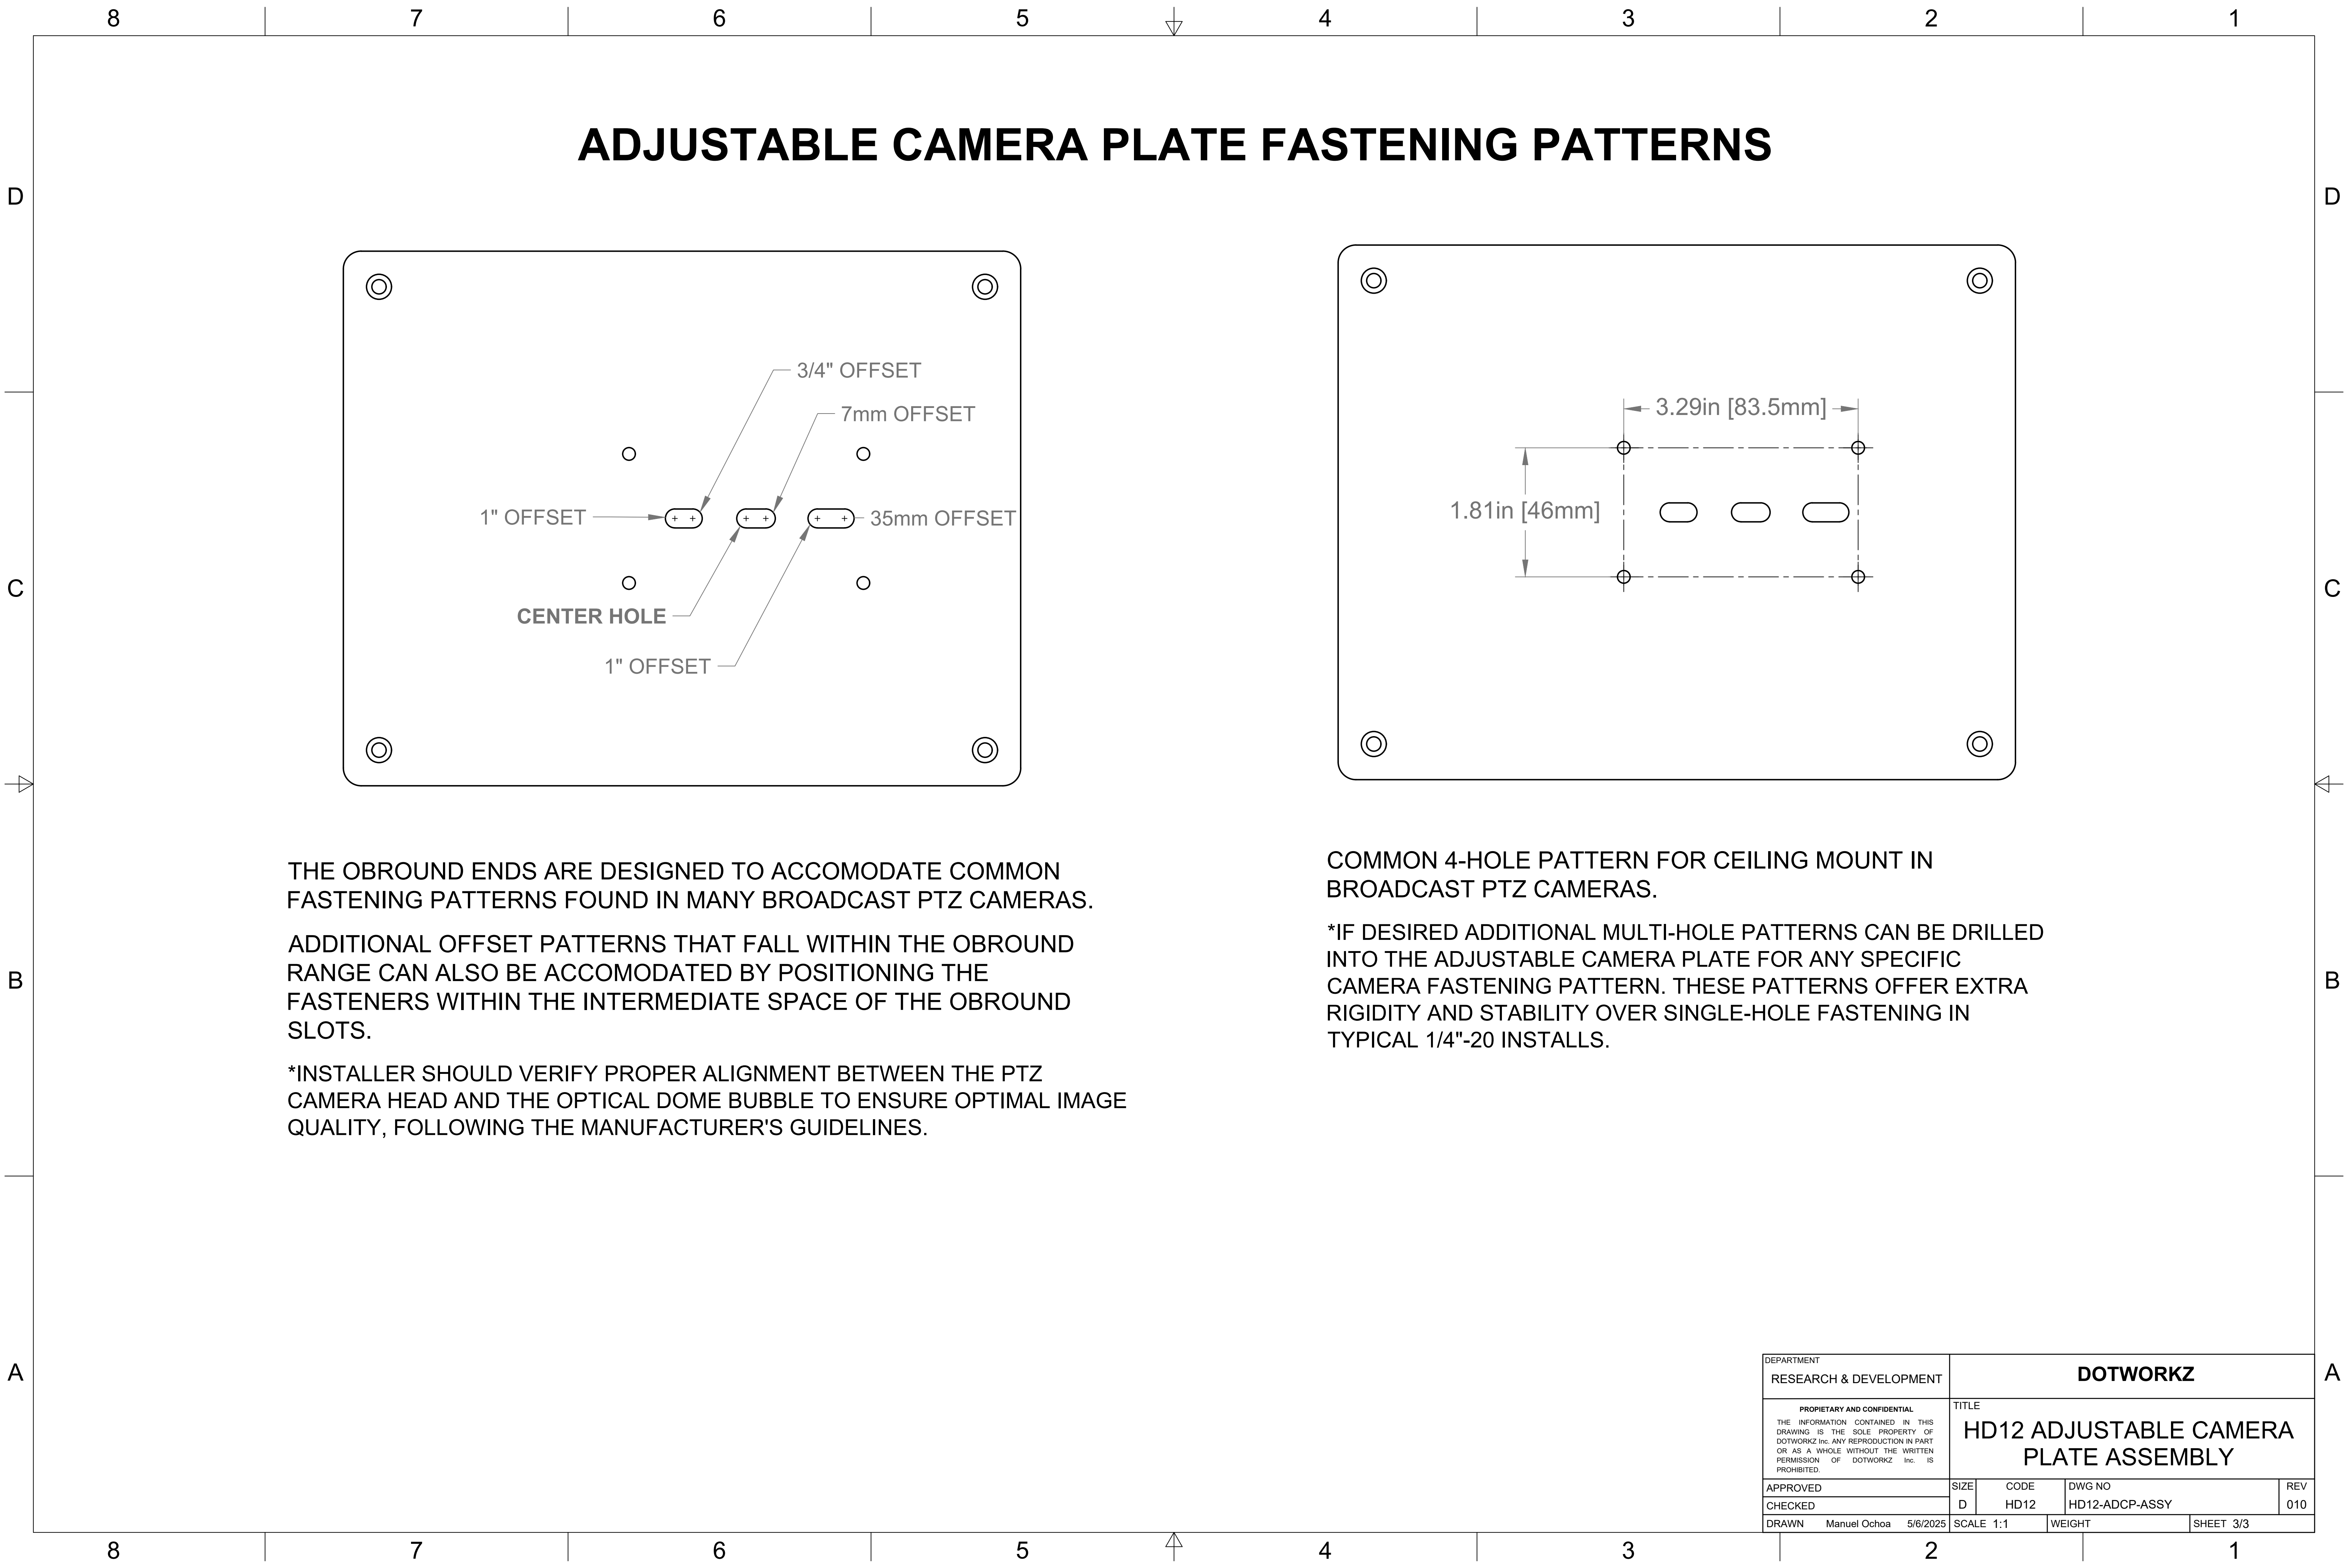 8 7 6 5 4 3 2 1
ADJUSTABLE CAMERA PLATE FASTENING PATTERNS
D D
3/4" OFFSET
7mm OFFSET
1" OFFSET
35mm OFFSET
CENTER HOLE
1" OFFSET
3.29in [83.5mm]
1.81in [46mm]
C C
THE OBROUND ENDS ARE DESIGNED TO ACCOMODATE COMMON
FASTENING PATTERNS FOUND IN MANY BROADCAST PTZ CAMERAS.
ADDITIONAL OFFSET PATTERNS THAT FALL WITHIN THE OBROUND
RANGE CAN ALSO BE ACCOMODATED BY POSITIONING THE
FASTENERS WITHIN THE INTERMEDIATE SPACE OF THE OBROUND
SLOTS.
*INSTALLER SHOULD VERIFY PROPER ALIGNMENT BETWEEN THE PTZ
CAMERA HEAD AND THE OPTICAL DOME BUBBLE TO ENSURE OPTIMAL IMAGE
QUALITY, FOLLOWING THE MANUFACTURER'S GUIDELINES.
COMMON 4-HOLE PATTERN FOR CEILING MOUNT IN
BROADCAST PTZ CAMERAS.
*IF DESIRED ADDITIONAL MULTI-HOLE PATTERNS CAN BE DRILLED
INTO THE ADJUSTABLE CAMERA PLATE FOR ANY SPECIFIC
CAMERA FASTENING PATTERN. THESE PATTERNS OFFER EXTRA
RIGIDITY AND STABILITY OVER SINGLE-HOLE FASTENING IN
TYPICAL 1/4"-20 INSTALLS.
B B
A A
DEPARTMENT
RESEARCH & DEVELOPMENT
DOTWORKZ
PROPIETARY AND CONFIDENTIAL
THE INFORMATION CONTAINED IN THIS
DRAWING IS THE SOLE PROPERTY OF
DOTWORKZ Inc. ANY REPRODUCTION IN PART
OR AS A WHOLE WITHOUT THE WRITTEN
PERMISSION OF DOTWORKZ Inc. IS
PROHIBITED.
TITLE
HD12 ADJUSTABLE CAMERA
PLATE ASSEMBLY
APPROVED
CHECKED
DRAWN Manuel Ochoa 5/6/2025
SIZE CODE DWG NO REV
D HD12 HD12-ADCP-ASSY 010
SCALE 1:1 WEIGHT SHEET 3/3
8 7 6 5 4 3 2 1